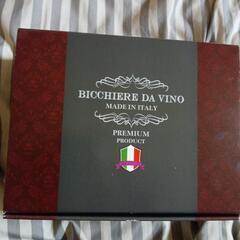 BICCHIERE DA VINO
MADE IN ITALY
PREMIUM
PRODUCT